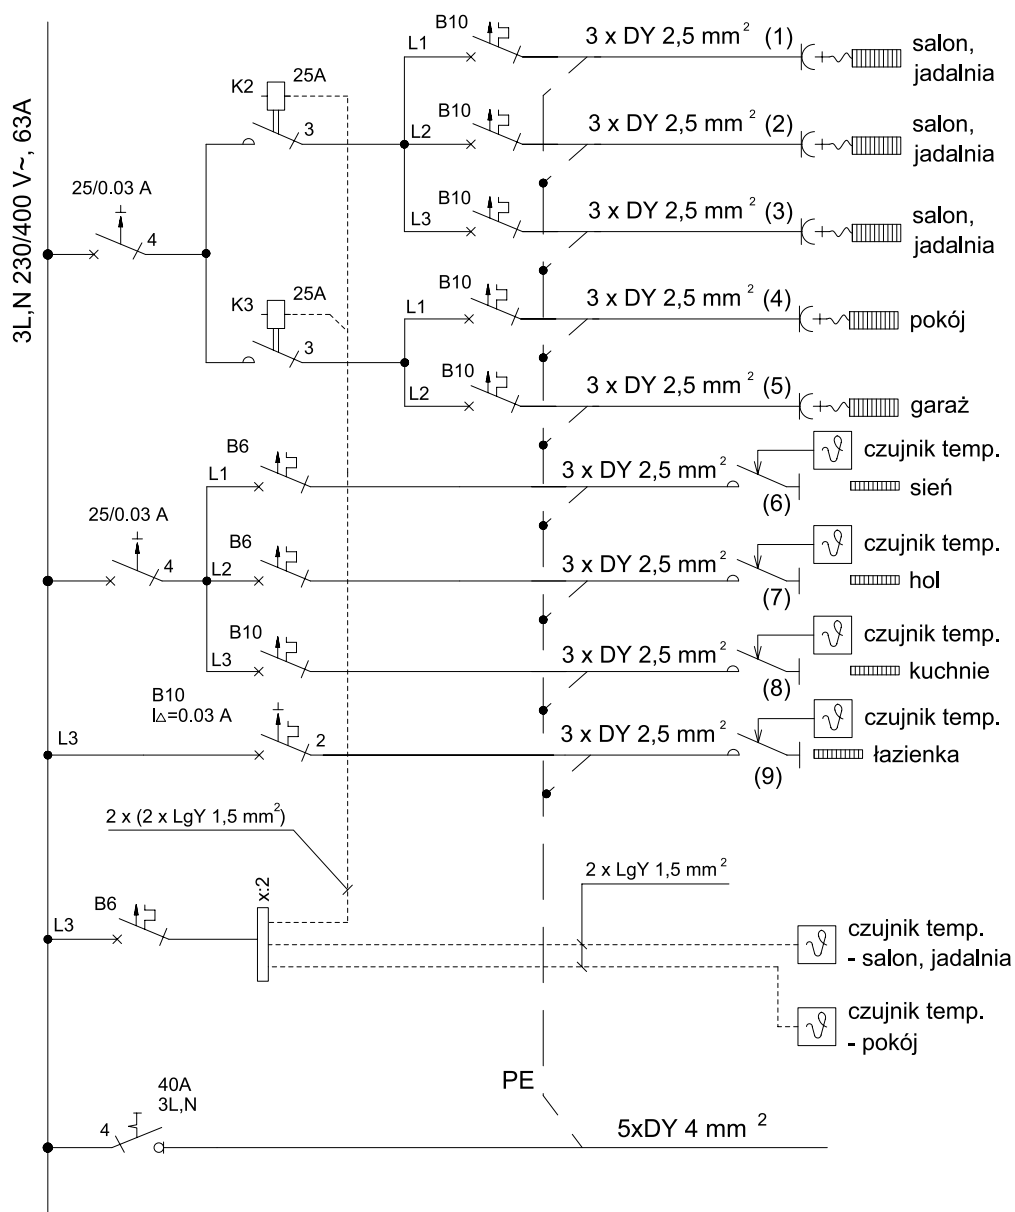 3L,N 230/400 V~, 63A
B10
L1
3 x DY 2,5 mm² (1)
salon,
jadalnia
K2
25A
3
B10
L2
3 x DY 2,5 mm² (2)
salon,
jadalnia
25/0.03 A
4
B10
L3
3 x DY 2,5 mm² (3)
salon,
jadalnia
K3
25A
3
B10
L1
3 x DY 2,5 mm² (4)
pokój
B10
L2
3 x DY 2,5 mm² (5)
garaż
B6
L1
3 x DY 2,5 mm²
(6)
czujnik temp.
sień
25/0.03 A
4
B6
L2
3 x DY 2,5 mm²
(7)
czujnik temp.
hol
B10
L3
3 x DY 2,5 mm²
(8)
czujnik temp.
kuchnie
B10
I△=0.03 A
L3
2
3 x DY 2,5 mm²
(9)
czujnik temp.
łazienka
2 x (2 x LgY 1,5 mm²)
x:2
2 x LgY 1,5 mm²
B6
L3
czujnik temp.
- salon, jadalnia
czujnik temp.
- pokój
PE
40A
3L,N
4
5xDY 4 mm²